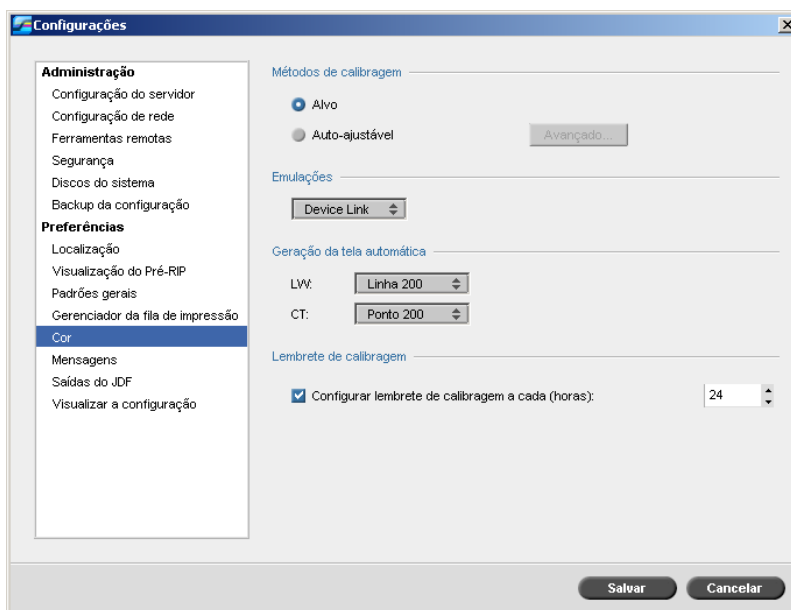 Configurações
Administração
Configuração do servidor
Configuração de rede
Ferramentas remotas
Segurança
Discos do sistema
Backup da configuração
Preferências
Localização
Visualização do Pré-RIP
Padrões gerais
Gerenciador da fila de impressão
Cor
Mensagens
Saídas do JDF
Visualizar a configuração
Métodos de calibragem
Alvo
Auto-ajustável
Avançado...
Emulações
Device Link
Geração da tela automática
LW: Linha 200
CT: Ponto 200
Lembrete de calibragem
Configurar lembrete de calibragem a cada (horas): 24
Salvar Cancelar